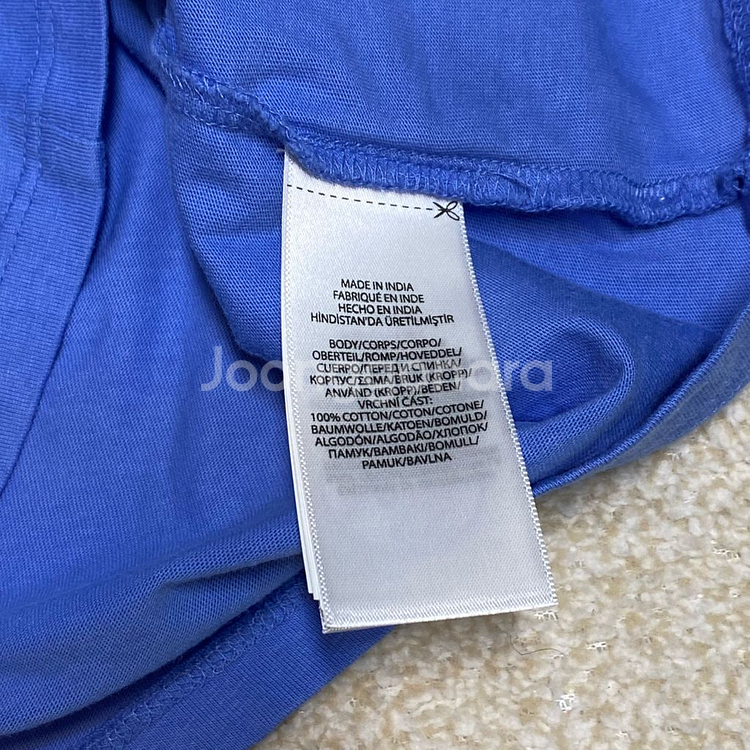 MADE IN INDIA
FABRIQUÉ EN INDE
HECHO EN INDIA
HİNDİSTAN'DA ÜRETİLMİŞTİR
BODY/CORPS/CORPO/
OBERTEIL/ROMP/HOVEDDEL/
CUERPO/ПЕРЕД И СПИНКА/
КОРПУС/ΣΩΜΑ/BRUK (KROPP)/
ANVÄND (KROPP)/BEDEN/
VRCHNÍ ČÁST:
100% COTTON/COTON/COTONE/
BAUMWOLLE/KATOEN/BOMULD/
ALGODÓN/ALGODÃO/ХЛОПОК/
ПАМУК/ΒΑΜΒΑΚΙ/BOMULL/
PAMUK/BAVLNA